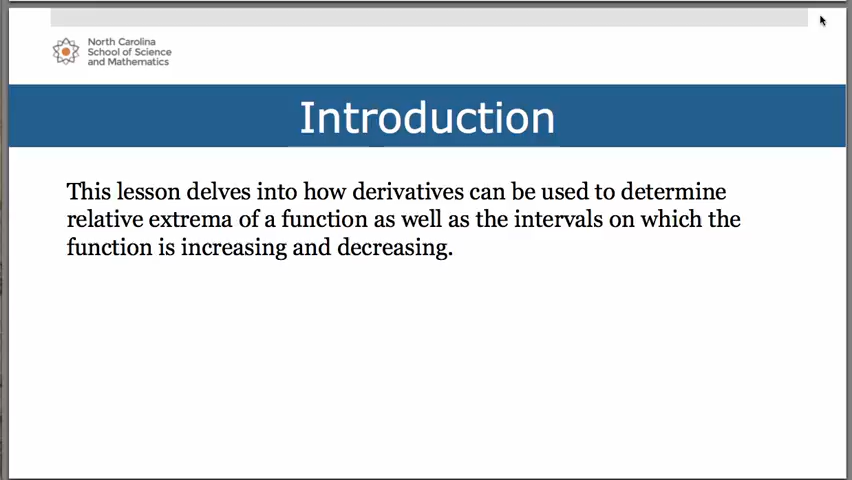 North Carolina
School of Science
and Mathematics
Introduction
This lesson delves into how derivatives can be used to determine
relative extrema of a function as well as the intervals on which the
function is increasing and decreasing.